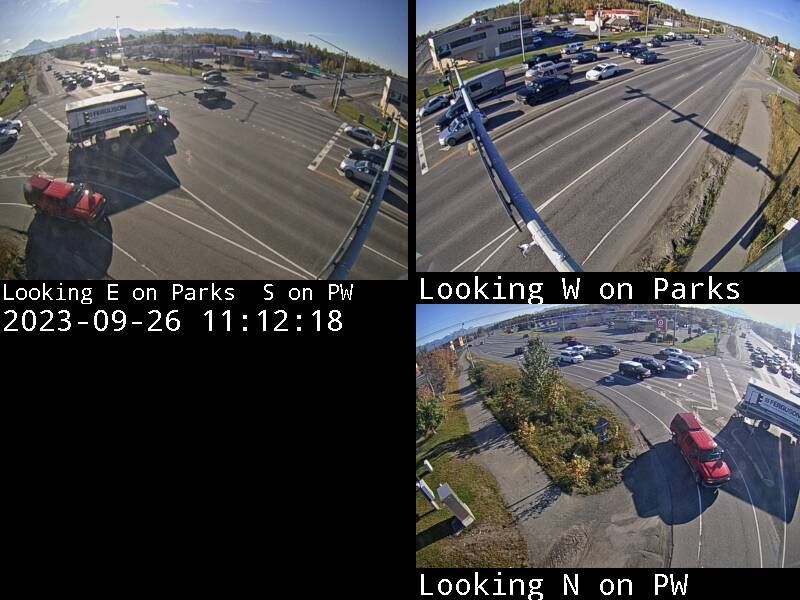 FERGUSON
Looking E on Parks  S on PW
2023-09-26 11:12:18
Looking W on Parks
FERGUSON
Looking N on PW